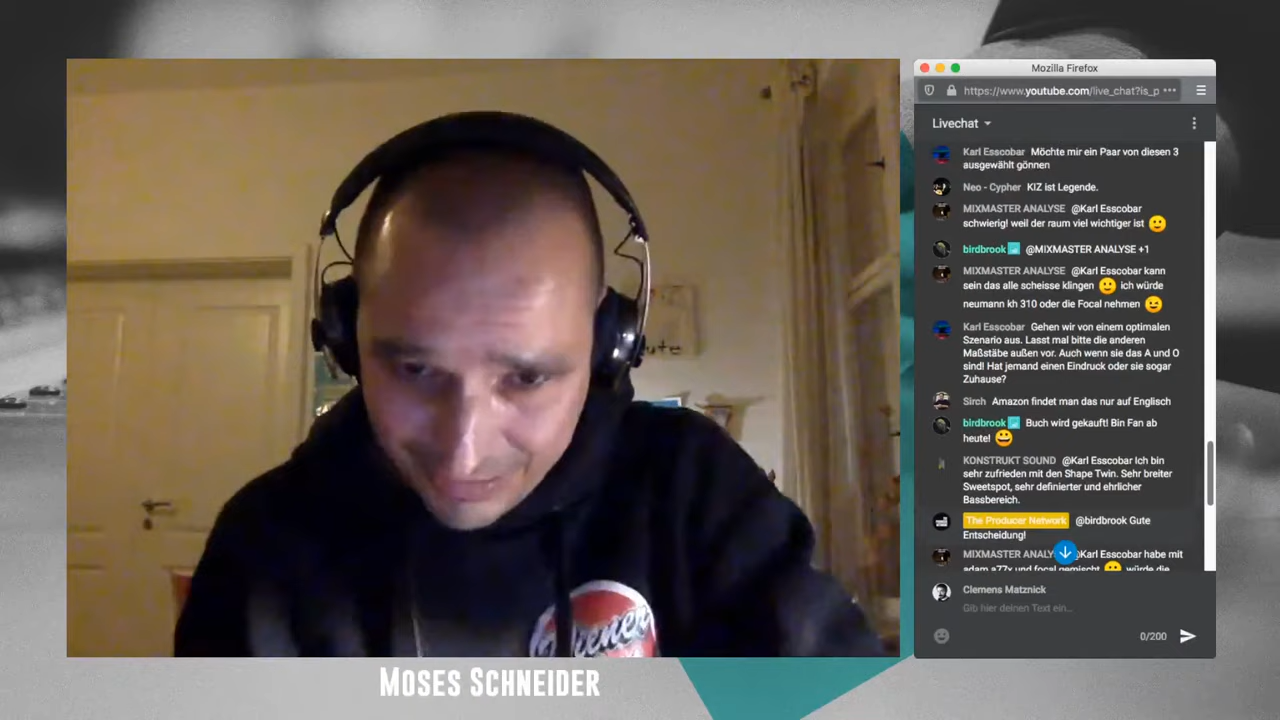 Mozilla Firefox
https://www.youtube.com/live_chat?is_p
Livechat
Karl Esscobar Möchte mir ein Paar von diesen 3
ausgewählt gönnen
Neo - Cypher KIZ ist Legende.
MIXMASTER ANALYSE @Karl Esscobar
schwierig! weil der raum viel wichtiger ist 🙂
birdbrook @MIXMASTER ANALYSE +1
MIXMASTER ANALYSE @Karl Esscobar kann
sein das alle scheisse klingen 🙂 ich würde
neumann kh 310 oder die Focal nehmen 😉
Karl Esscobar Gehen wir von einem optimalen
Szenario aus. Lasst mal bitte die anderen
Maßstäbe außen vor. Auch wenn sie das A und O
sind! Hat jemand einen Eindruck oder sie sogar
Zuhause?
Sirch Amazon findet man das nur auf Englisch
birdbrook Buch wird gekauft! Bin Fan ab
heute! 😀
KONSTRUKT SOUND @Karl Esscobar Ich bin
sehr zufrieden mit den Shape Twin. Sehr breiter
Sweetspot, sehr definierter und ehrlicher
Bassbereich.
The Producer Network @birdbrook Gute
Entscheidung!
MIXMASTER ANALY @Karl Esscobar habe mit
adam a77x und focal gemischt 🙂 würde die
Clemens Matznick
Gib hier deinen Text ein...
0/200
MOSES SCHNEIDER